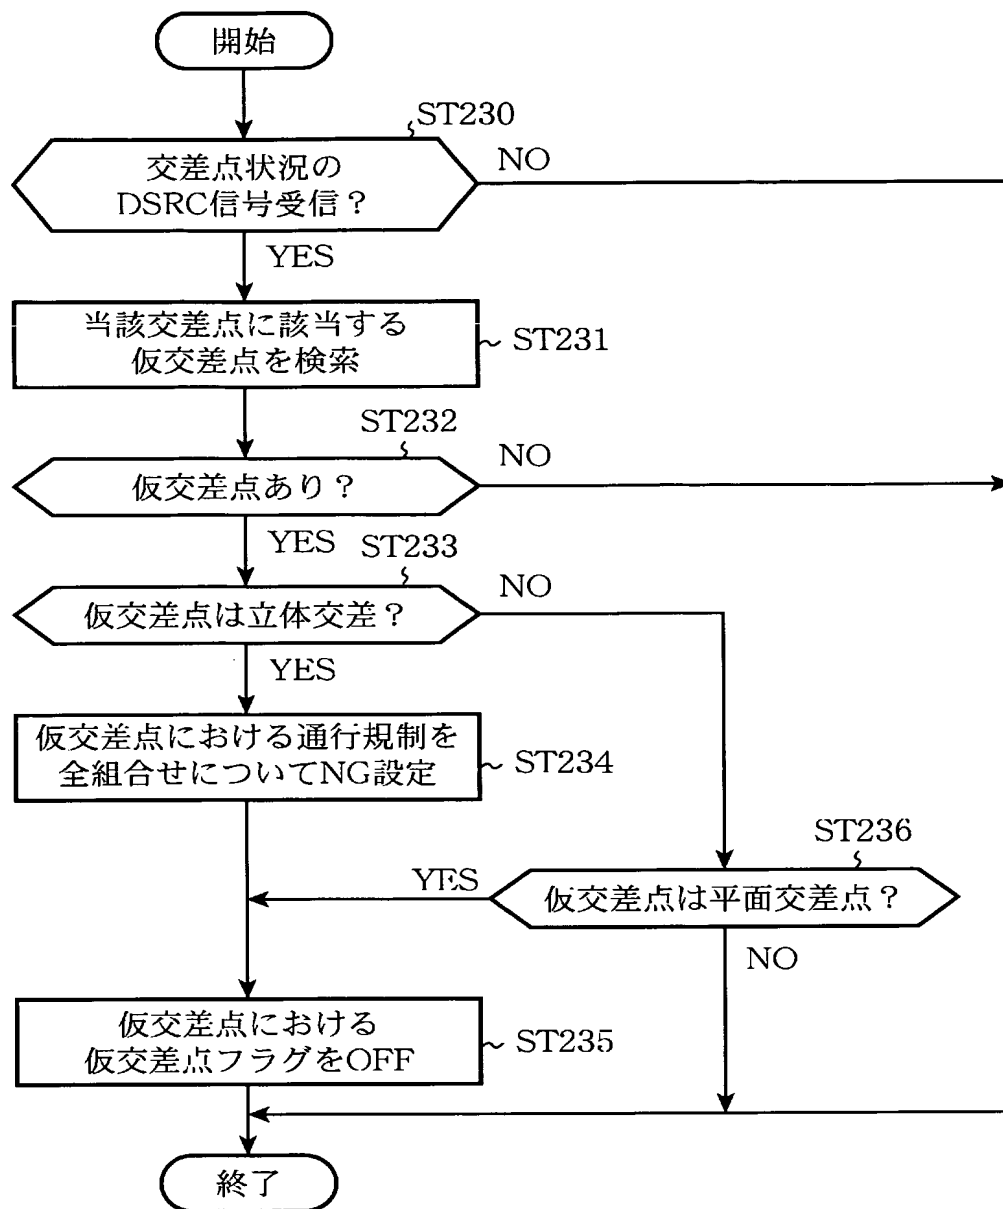 開始
ST230
交差点状況の
DSRC信号受信？
NO
YES
当該交差点に該当する
仮交差点を検索
ST231
ST232
仮交差点あり？
NO
YES
ST233
仮交差点は立体交差？
NO
YES
仮交差点における通行規制を
全組合せについてNG設定
ST234
ST236
仮交差点は平面交差点？
YES
NO
仮交差点における
仮交差点フラグをOFF
ST235
終了